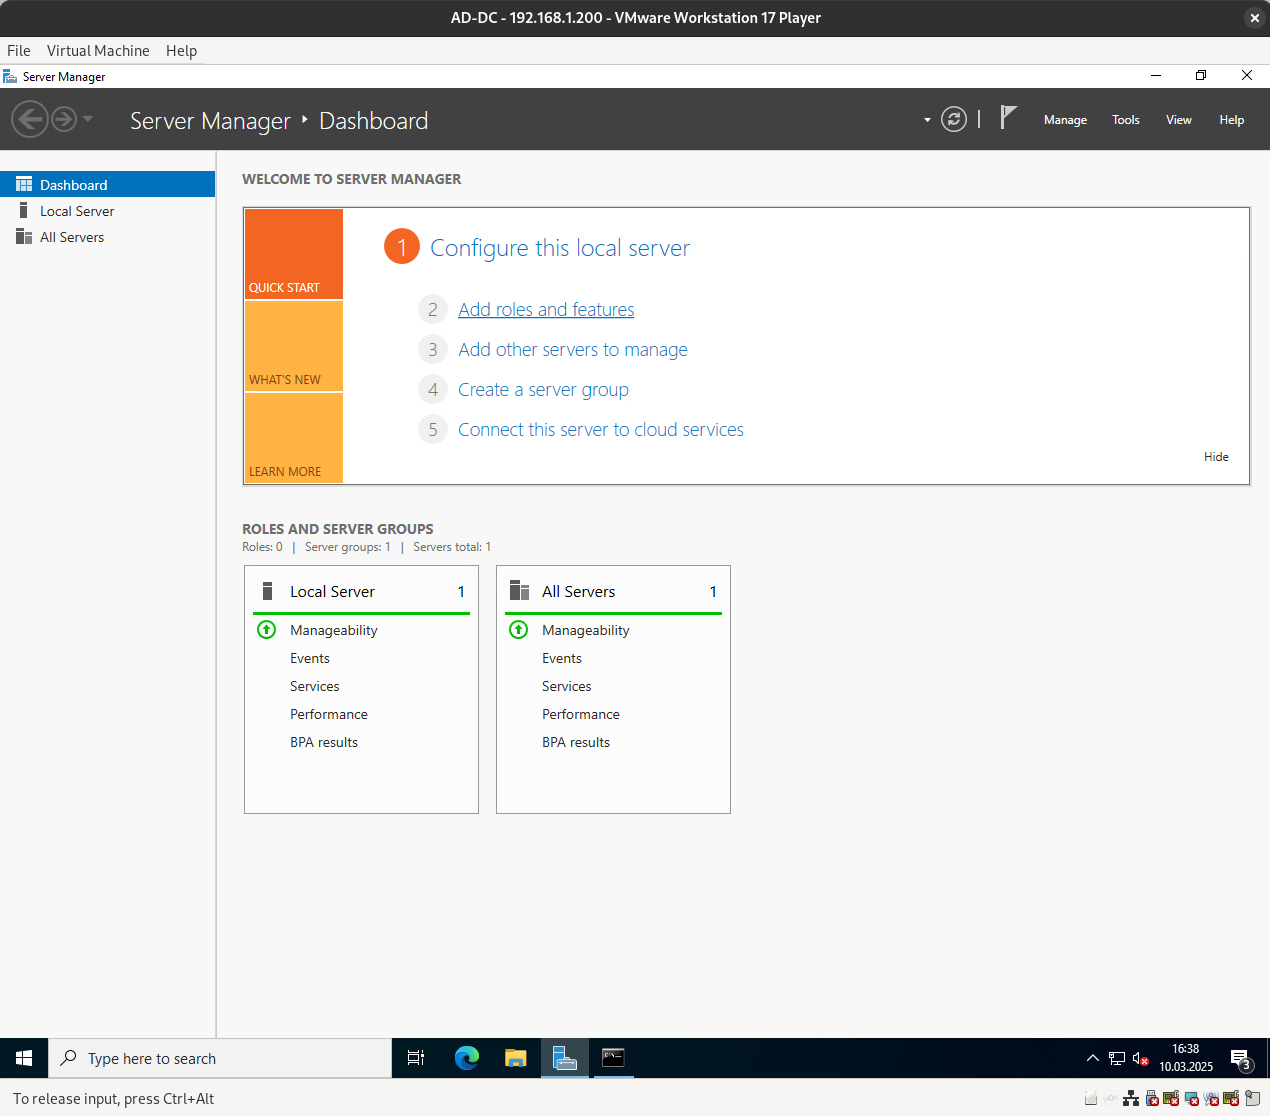 AD-DC - 192.168.1.200 - VMware Workstation 17 Player
File Virtual Machine Help
Server Manager
Server Manager Dashboard
Manage Tools View Help
Dashboard
Local Server
All Servers
WELCOME TO SERVER MANAGER
QUICK START
WHAT'S NEW
LEARN MORE
1 Configure this local server
2 Add roles and features
3 Add other servers to manage
4 Create a server group
5 Connect this server to cloud services
Hide
ROLES AND SERVER GROUPS
Roles: 0 | Server groups: 1 | Servers total: 1
Local Server 1
Manageability
Events
Services
Performance
BPA results
All Servers 1
Manageability
Events
Services
Performance
BPA results
Type here to search
16:38
10.03.2025
3
To release input, press Ctrl+Alt